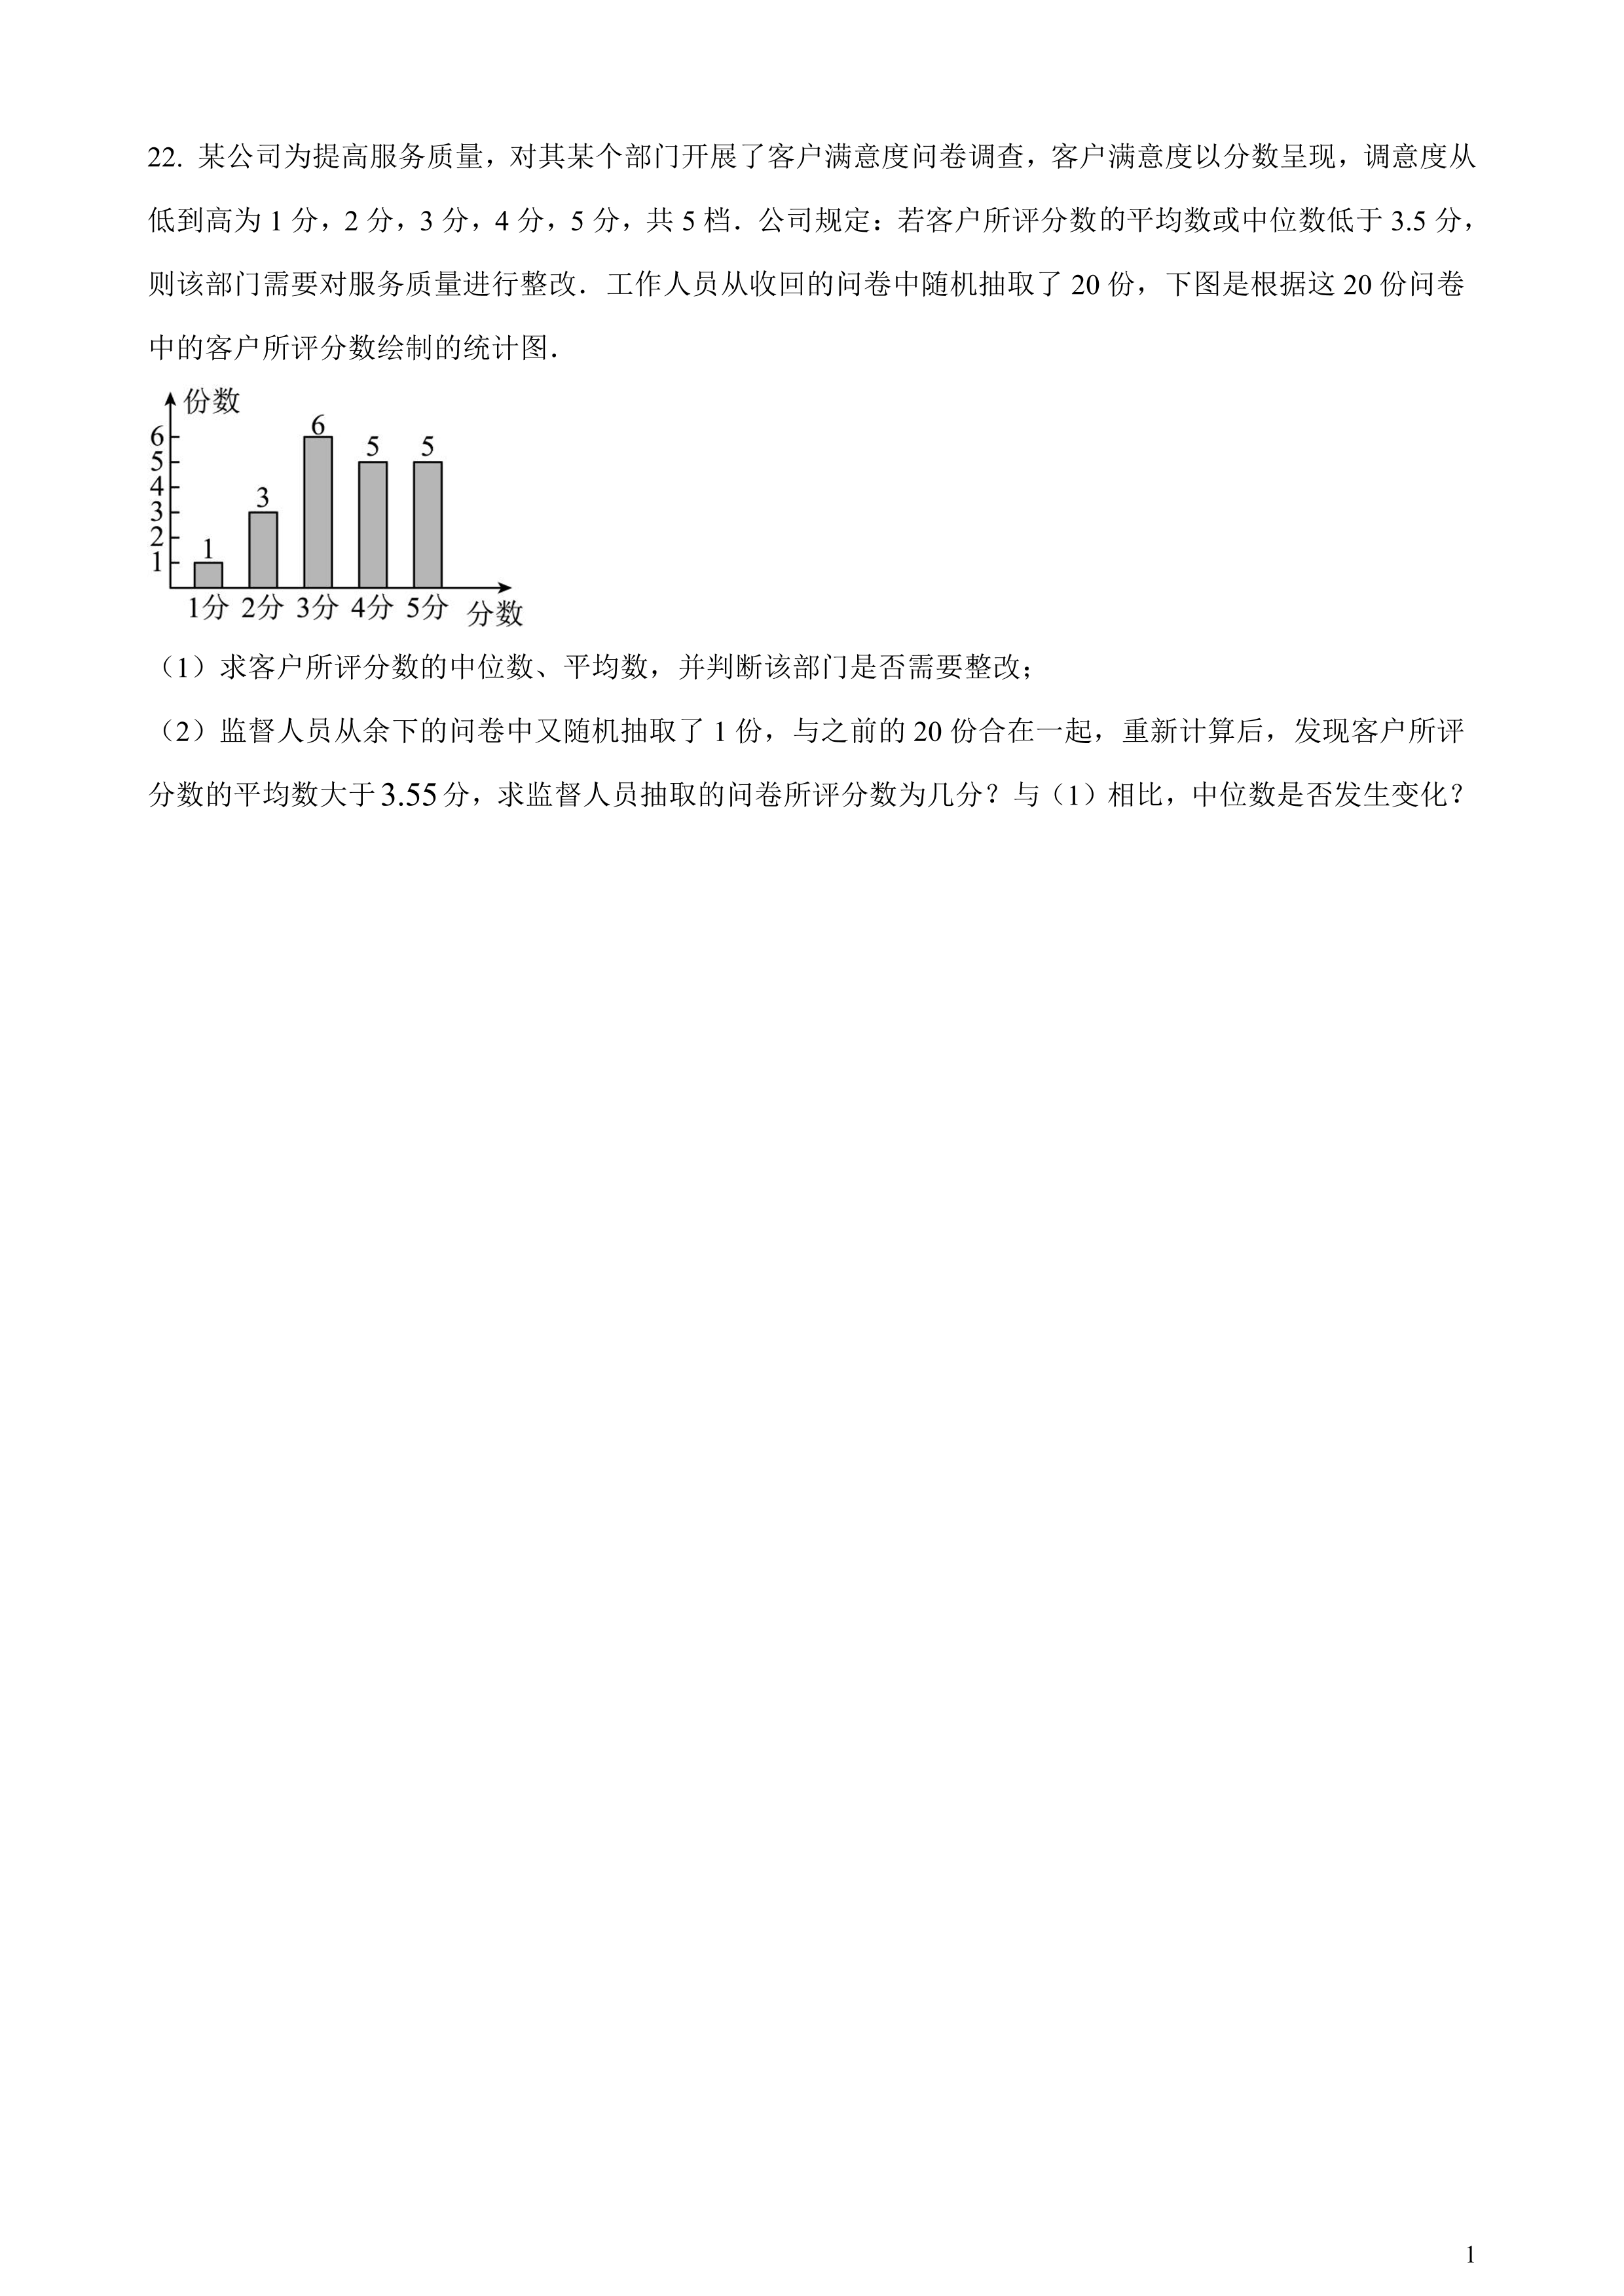 22. 某公司为提高服务质量，对其某个部门开展了客户满意度问卷调查，客户满意度以分数呈现，调意度从
低到高为 1 分，2 分，3 分，4 分，5 分，共 5 档．公司规定：若客户所评分数的平均数或中位数低于 3.5 分，
则该部门需要对服务质量进行整改．工作人员从收回的问卷中随机抽取了 20 份，下图是根据这 20 份问卷
中的客户所评分数绘制的统计图．
份数
6
5
4
3
2
1
1
3
6
5
5
1分 2分 3分 4分 5分 分数
（1）求客户所评分数的中位数、平均数，并判断该部门是否需要整改；
（2）监督人员从余下的问卷中又随机抽取了 1 份，与之前的 20 份合在一起，重新计算后，发现客户所评
分数的平均数大于 3.55 分，求监督人员抽取的问卷所评分数为几分？与（1）相比，中位数是否发生变化？
1